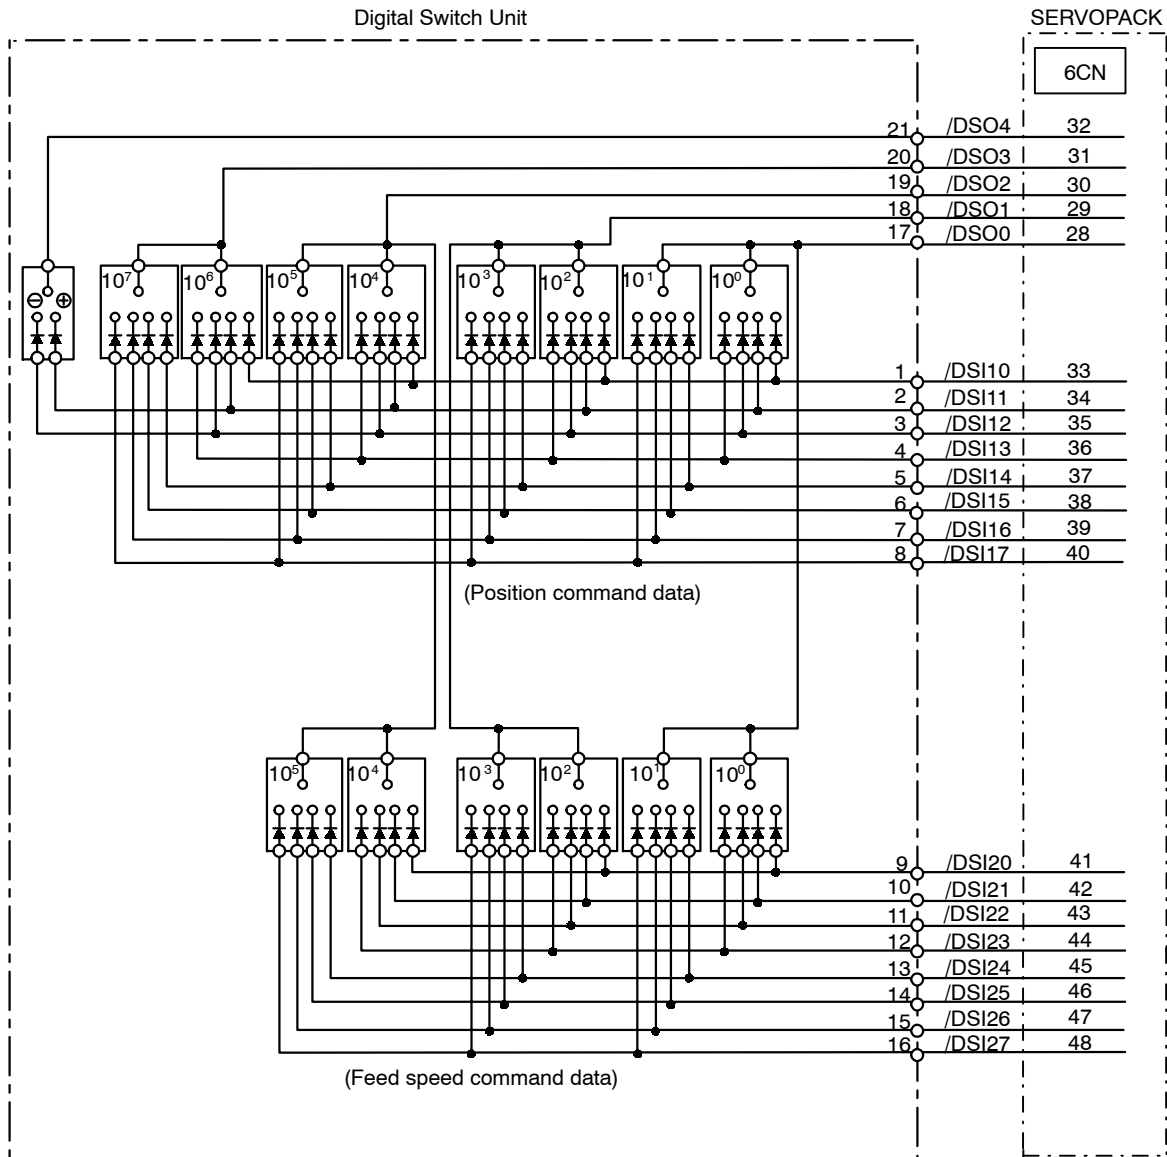 Digital Switch Unit
SERVOPACK
6CN
21 /DSO4 32
20 /DSO3 31
19 /DSO2 30
18 /DSO1 29
17 /DSO0 28
10⁷ 10⁶ 10⁵ 10⁴ 10³ 10² 10¹ 10⁰
⊖ ⊕
1 /DSI10 33
2 /DSI11 34
3 /DSI12 35
4 /DSI13 36
5 /DSI14 37
6 /DSI15 38
7 /DSI16 39
8 /DSI17 40
(Position command data)
10⁵ 10⁴ 10³ 10² 10¹ 10⁰
9 /DSI20 41
10 /DSI21 42
11 /DSI22 43
12 /DSI23 44
13 /DSI24 45
14 /DSI25 46
15 /DSI26 47
16 /DSI27 48
(Feed speed command data)